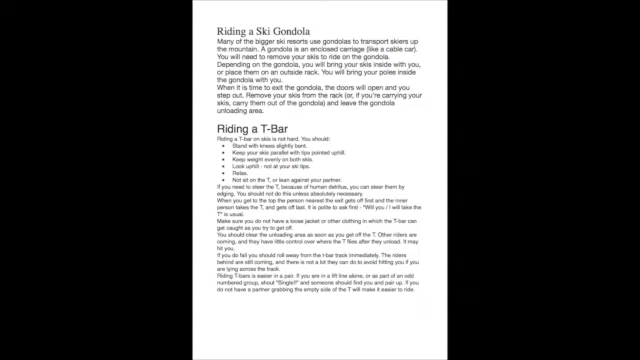 Riding a Ski Gondola
Many of the bigger ski resorts use gondolas to transport skiers up
the mountain. A gondola is an enclosed carriage (like a cable car).
You will need to remove your skis to ride on the gondola.
Depending on the gondola, you will bring your skis inside with you,
or place them on an outside rack. You will bring your poles inside
the gondola with you.
When it is time to exit the gondola, the doors will open and you
step out. Remove your skis from the rack (or, if you're carrying your
skis, carry them out of the gondola) and leave the gondola
unloading area.
Riding a T-Bar
Riding a T-bar on skis is not hard. You should:
• Stand with knees slightly bent.
• Keep your skis parallel with tips pointed uphill.
• Keep weight evenly on both skis.
• Look uphill - not at your ski tips.
• Relax.
• Not sit on the T, or lean against your partner.
If you need to steer the T, because of human detritus, you can steer them by
edging. You should not do this unless absolutely necessary.
When you get to the top the person nearest the exit gets off first and the inner
person takes the T, and gets off last. It is polite to ask first - "Will you / I will take the
T" is usual.
Make sure you do not have a loose jacket or other clothing in which the T-bar can
get caught as you try to get off.
You should clear the unloading area as soon as you get off the T. Other riders are
coming, and they have little control over where the T flies after they unload. It may
hit you.
If you do fall you should roll away from the t-bar track immediately. The riders
behind are still coming, and there is not a lot they can do to avoid hitting you if you
are lying across the track.
Riding T-bars is easier in a pair. If you are in a lift line alone, or as part of an odd
numbered group, shout "Single!!" and someone should find you and pair up. If you
do not have a partner grabbing the empty side of the T will make it easier to ride.